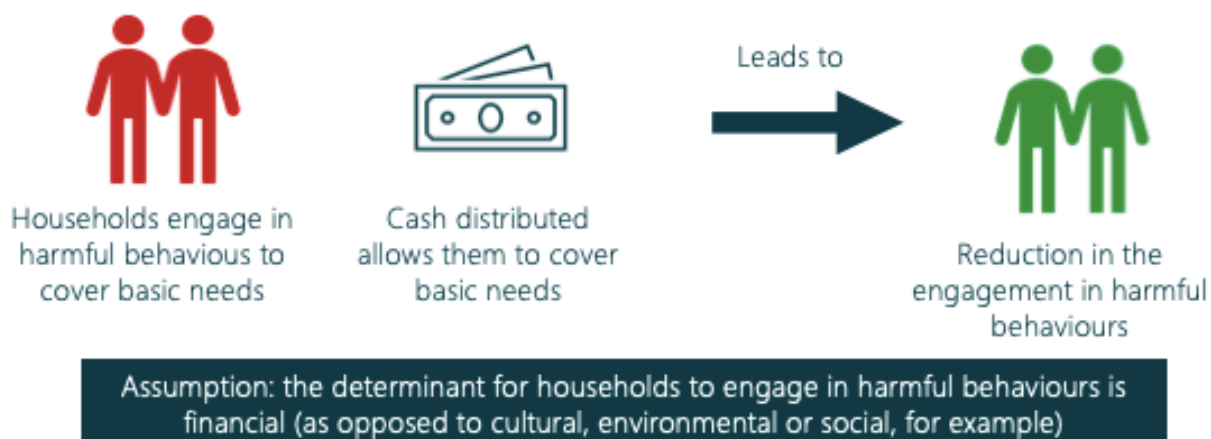 Leads to
Households engage in
harmful behavious to
cover basic needs
Cash distributed
allows them to cover
basic needs
Reduction in the
engagement in harmful
behaviours
Assumption: the determinant for households to engage in harmful behaviours is
financial (as opposed to cultural, environmental or social, for example)